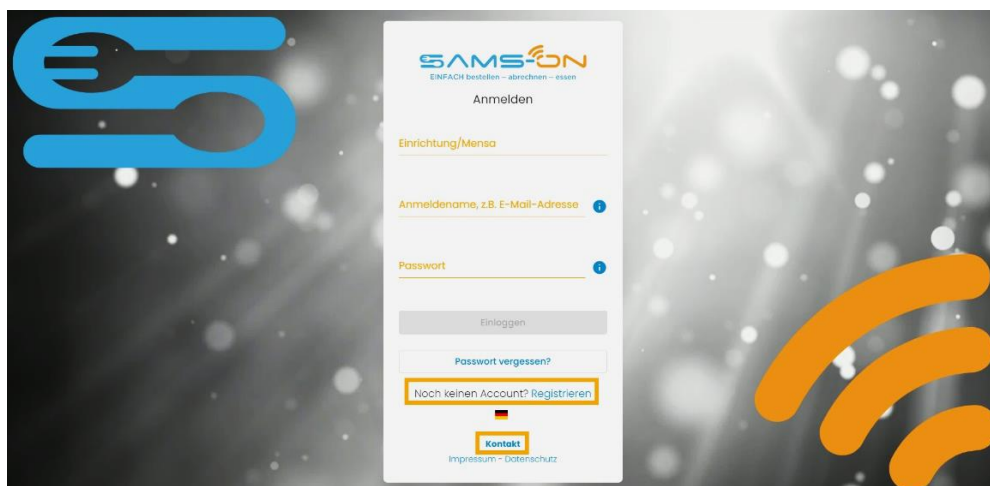 SAMS-ON
EINFACH bestellen – abrechnen – essen
Anmelden
Einrichtung/Mensa
Anmeldename, z.B. E-Mail-Adresse
Passwort
Einloggen
Passwort vergessen?
Noch keinen Account? Registrieren
Kontakt
Impressum - Datenschutz